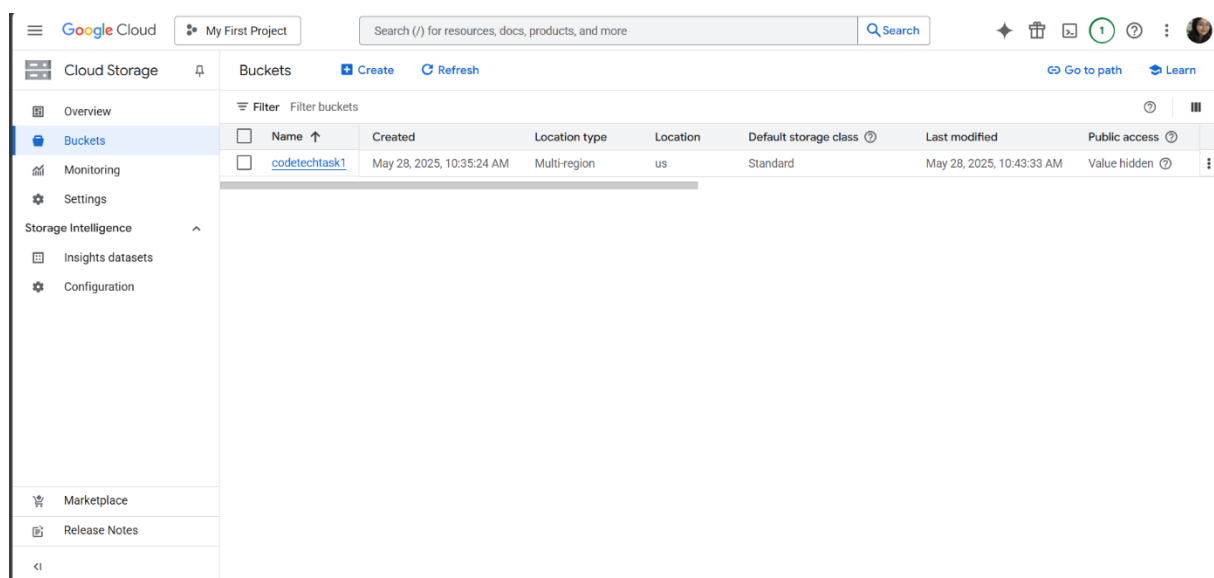 Google Cloud My First Project Search (/) for resources, docs, products, and more Search 1
Cloud Storage Buckets Create Refresh Go to path Learn
Overview
Filter Filter buckets
Buckets
Name Created Location type Location Default storage class Last modified Public access
codetechtask1 May 28, 2025, 10:35:24 AM Multi-region us Standard May 28, 2025, 10:43:33 AM Value hidden
Monitoring
Settings
Storage Intelligence
Insights datasets
Configuration
Marketplace
Release Notes